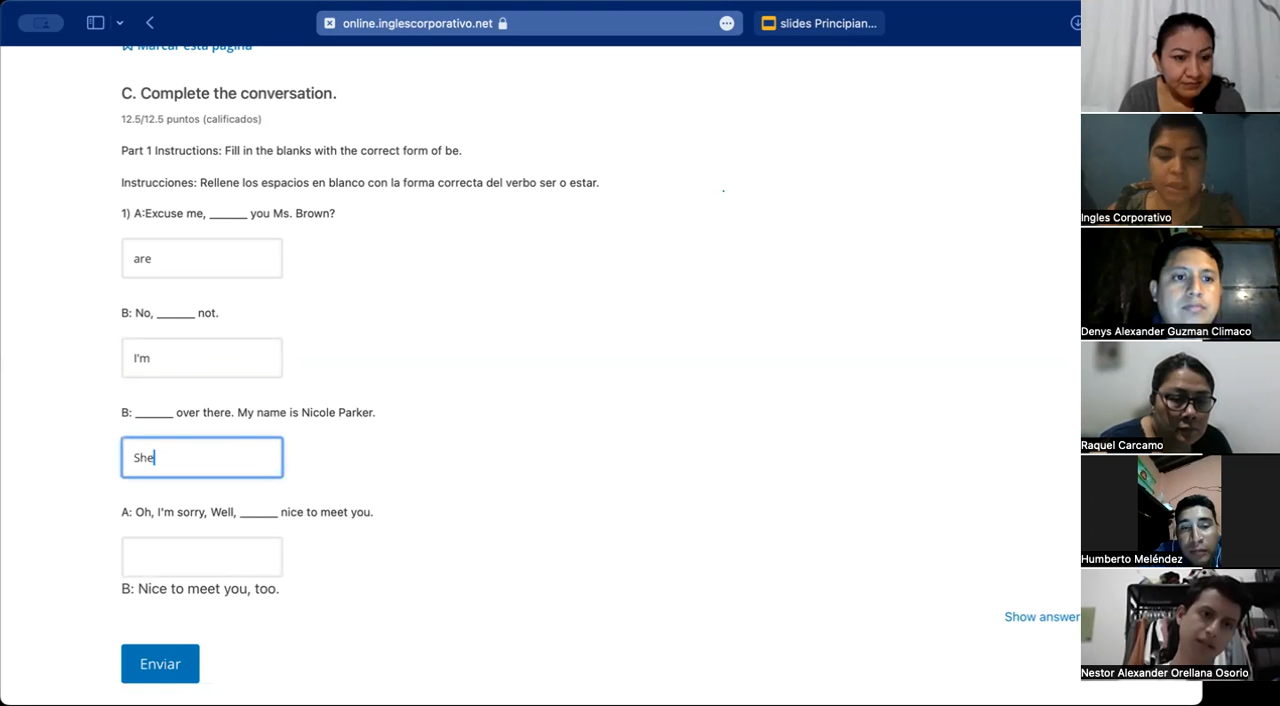 online.inglescorporativo.net
slides Principian...
Marcar esta página
C. Complete the conversation.
12.5/12.5 puntos (calificados)
Part 1 Instructions: Fill in the blanks with the correct form of be.
Instrucciones: Rellene los espacios en blanco con la forma correcta del verbo ser o estar.
1) A:Excuse me, ______ you Ms. Brown?
are
B: No, ______ not.
I'm
B: ______ over there. My name is Nicole Parker.
She
A: Oh, I'm sorry, Well, ______ nice to meet you.
B: Nice to meet you, too.
Show answer
Enviar
Ingles Corporativo
Denys Alexander Guzman Climaco
Raquel Carcamo
Humberto Meléndez
Nestor Alexander Orellana Osorio